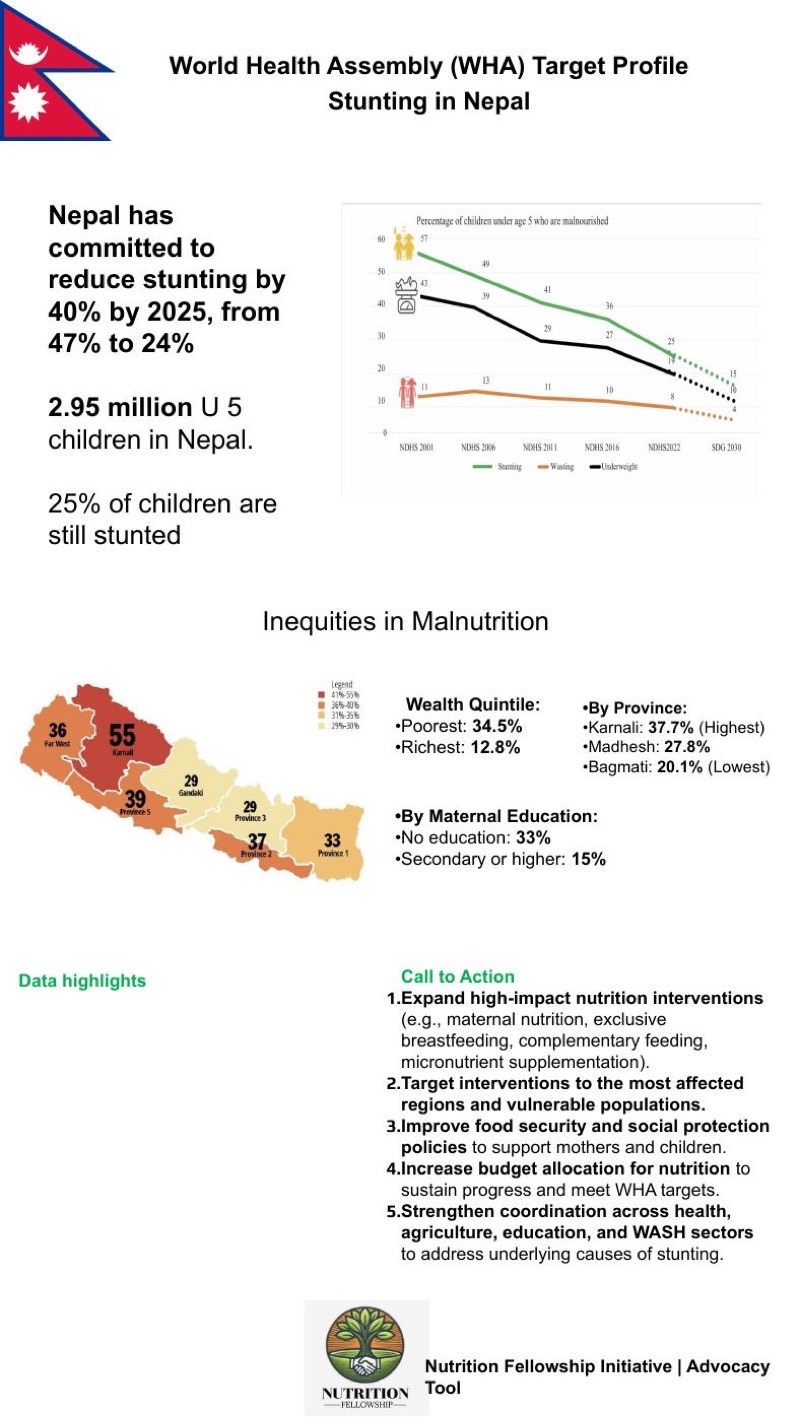 World Health Assembly (WHA) Target Profile
Stunting in Nepal
Nepal has
committed to
reduce stunting by
40% by 2025, from
47% to 24%
2.95 million U 5
children in Nepal.
25% of children are
still stunted
Percentage of children under age 5 who are malnourished
60
50
40
30
20
10
0
57
49
41
36
25
15
43
39
29
27
19
10
11
13
11
10
8
4
NDHS 2001
NDHS 2006
NDHS 2011
NDHS 2016
NDHS2022
SDG 2030
Stunting
Wasting
Underweight
Inequities in Malnutrition
Legend
41%-55%
36%-40%
31%-35%
29%-30%
36
Far West
55
Karnali
39
Province 5
29
Gandaki
29
Province 3
37
Province 2
33
Province 1
Wealth Quintile:
•Poorest: 34.5%
•Richest: 12.8%
•By Province:
•Karnali: 37.7% (Highest)
•Madhesh: 27.8%
•Bagmati: 20.1% (Lowest)
•By Maternal Education:
•No education: 33%
•Secondary or higher: 15%
Data highlights
Call to Action
1.Expand high-impact nutrition interventions
(e.g., maternal nutrition, exclusive
breastfeeding, complementary feeding,
micronutrient supplementation).
2.Target interventions to the most affected
regions and vulnerable populations.
3.Improve food security and social protection
policies to support mothers and children.
4.Increase budget allocation for nutrition to
sustain progress and meet WHA targets.
5.Strengthen coordination across health,
agriculture, education, and WASH sectors
to address underlying causes of stunting.
NUTRITION
FELLOWSHIP
Nutrition Fellowship Initiative | Advocacy
Tool